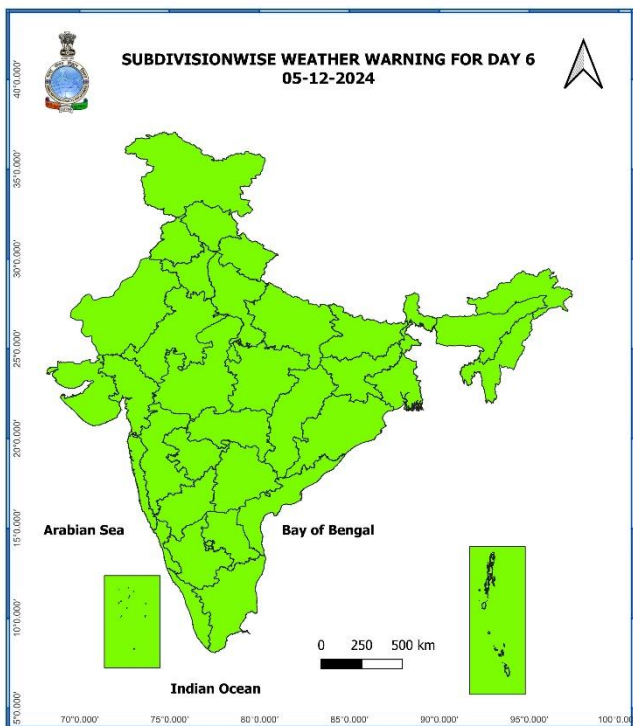 SUBDIVISIONWISE WEATHER WARNING FOR DAY 6
05-12-2024
40°0.000'
35°0.000'
30°0.000'
25°0.000'
20°0.000'
15°0.000'
10°0.000'
5°0.000'
Arabian Sea
Bay of Bengal
0 250 500 km
Indian Ocean
70°0.000' 75°0.000' 80°0.000' 85°0.000' 90°0.000' 95°0.000' 100°0.0